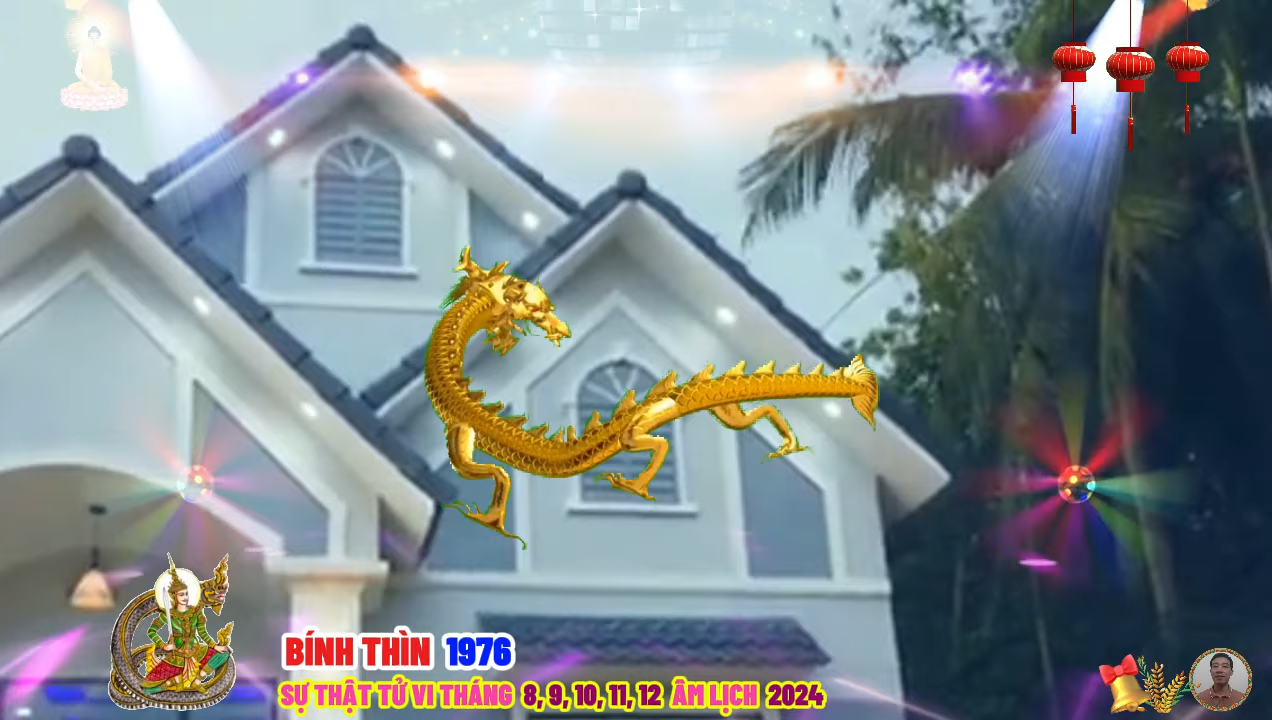 BÍNH THÌN 1976
SỰ THẬT TỬ VI THÁNG 8, 9, 10, 11, 12 ÂM LỊCH 2024